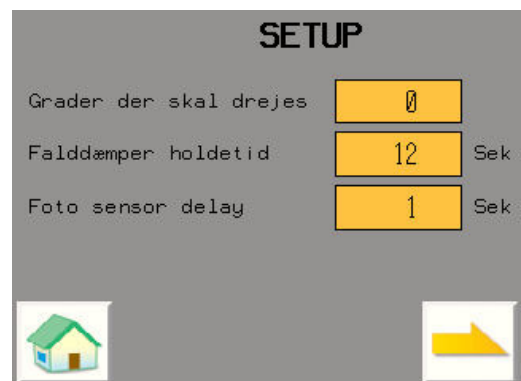 SETUP
Grader der skal drejes 0
Falddæmper holdetid 12 Sek
Foto sensor delay 1 Sek